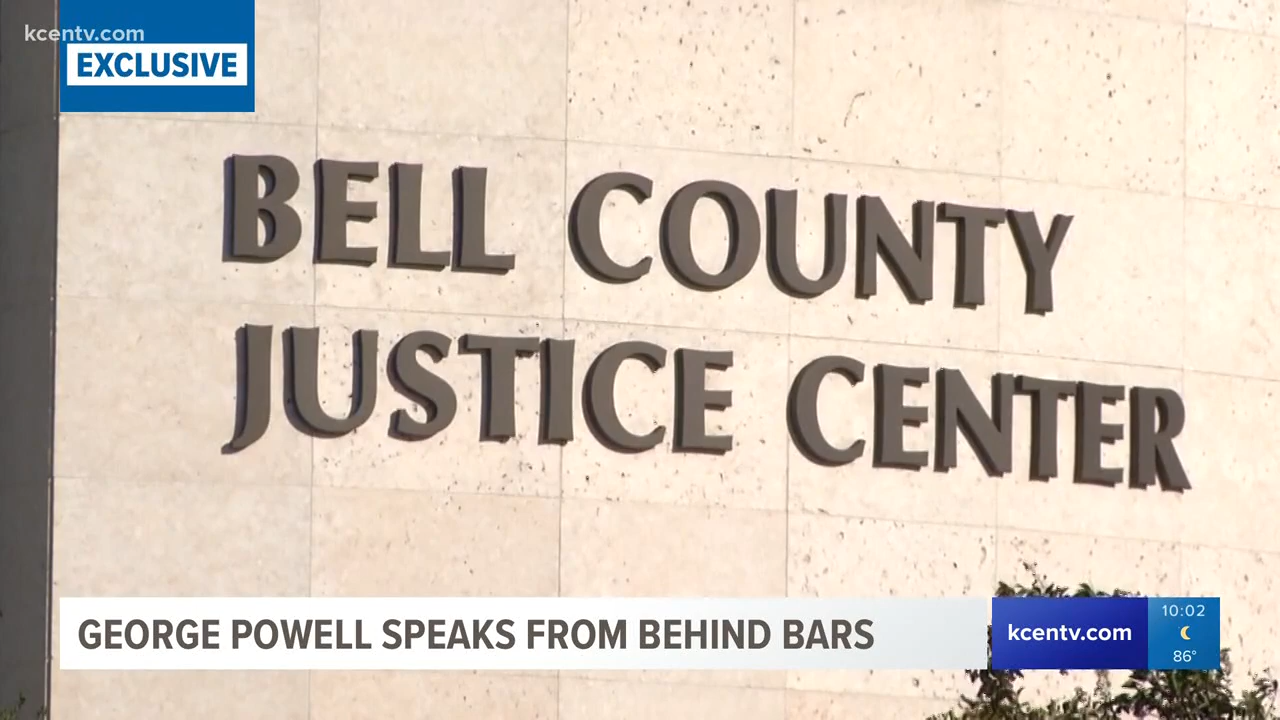 kcentv.com
EXCLUSIVE
BELL COUNTY
JUSTICE CENTER
GEORGE POWELL SPEAKS FROM BEHIND BARS
kcentv.com
10:02
86°